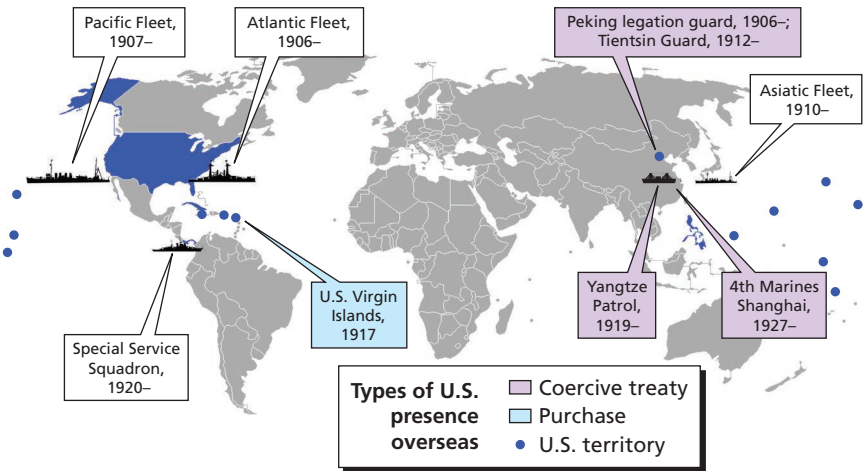 Pacific Fleet,
1907–
Atlantic Fleet,
1906–
Peking legation guard, 1906–;
Tientsin Guard, 1912–
Asiatic Fleet,
1910–
U.S. Virgin
Islands,
1917
Yangtze
Patrol,
1919–
4th Marines
Shanghai,
1927–
Special Service
Squadron,
1920–
Types of U.S.
presence
overseas
Coercive treaty
Purchase
U.S. territory